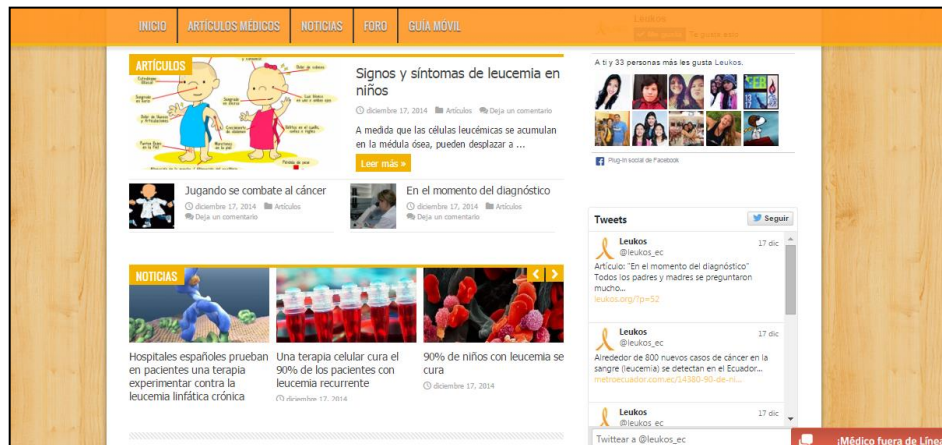 INICIO
ARTÍCULOS MÉDICOS
NOTICIAS
FORO
GUÍA MÓVIL
Leukos
ARTÍCULOS
Signos y síntomas de leucemia en
niños
diciembre 17, 2014 Artículos Deja un comentario
A medida que las células leucémicas se acumulan
en la médula ósea, pueden desplazar a ...
Leer más »
Jugando se combate al cáncer
diciembre 17, 2014 Artículos
Deja un comentario
En el momento del diagnóstico
diciembre 17, 2014 Artículos
Deja un comentario
NOTICIAS
Hospitales españoles prueban
en pacientes una terapia
experimental contra la
leucemia linfática crónica
Una terapia celular cura el
90% de los pacientes con
leucemia recurrente
diciembre 17, 2014
90% de niños con leucemia se
cura
diciembre 17, 2014
A ti y 33 personas más les gusta Leukos.
Plug-in social de Facebook
Tweets
Seguir
Leukos 17 dic
@leukos_ec
Artículo: "En el momento del diagnóstico"
Todos los padres y madres se preguntaron
mucho...
leukos.org/?p=52
Leukos 17 dic
@leukos_ec
Alrededor de 800 nuevos casos de cáncer en la
sangre (leucemia) se detectan en el Ecuador...
metroecuador.com.ec/14380-90-de-ni...
Leukos 17 dic
@leukos_ec
Twittear a @leukos_ec
¡Médico fuera de Línea